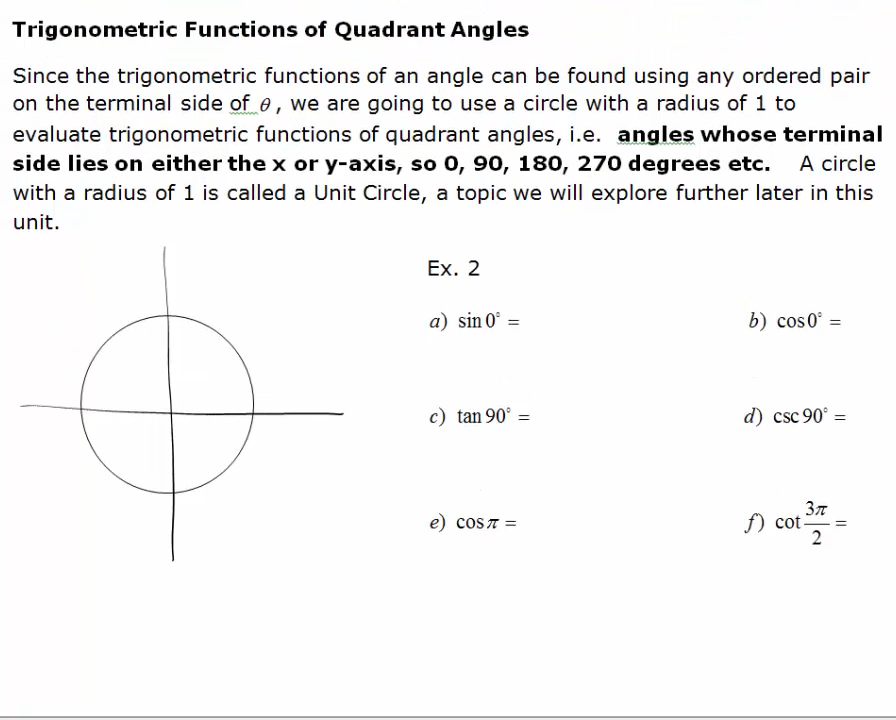 Trigonometric Functions of Quadrant Angles
Since the trigonometric functions of an angle can be found using any ordered pair
on the terminal side of θ, we are going to use a circle with a radius of 1 to
evaluate trigonometric functions of quadrant angles, i.e. angles whose terminal
side lies on either the x or y-axis, so 0, 90, 180, 270 degrees etc. A circle
with a radius of 1 is called a Unit Circle, a topic we will explore further later in this
unit.
Ex. 2
a) sin 0° = b) cos 0° =
c) tan 90° = d) csc 90° =
e) cos π = f) cot 3π/2 =